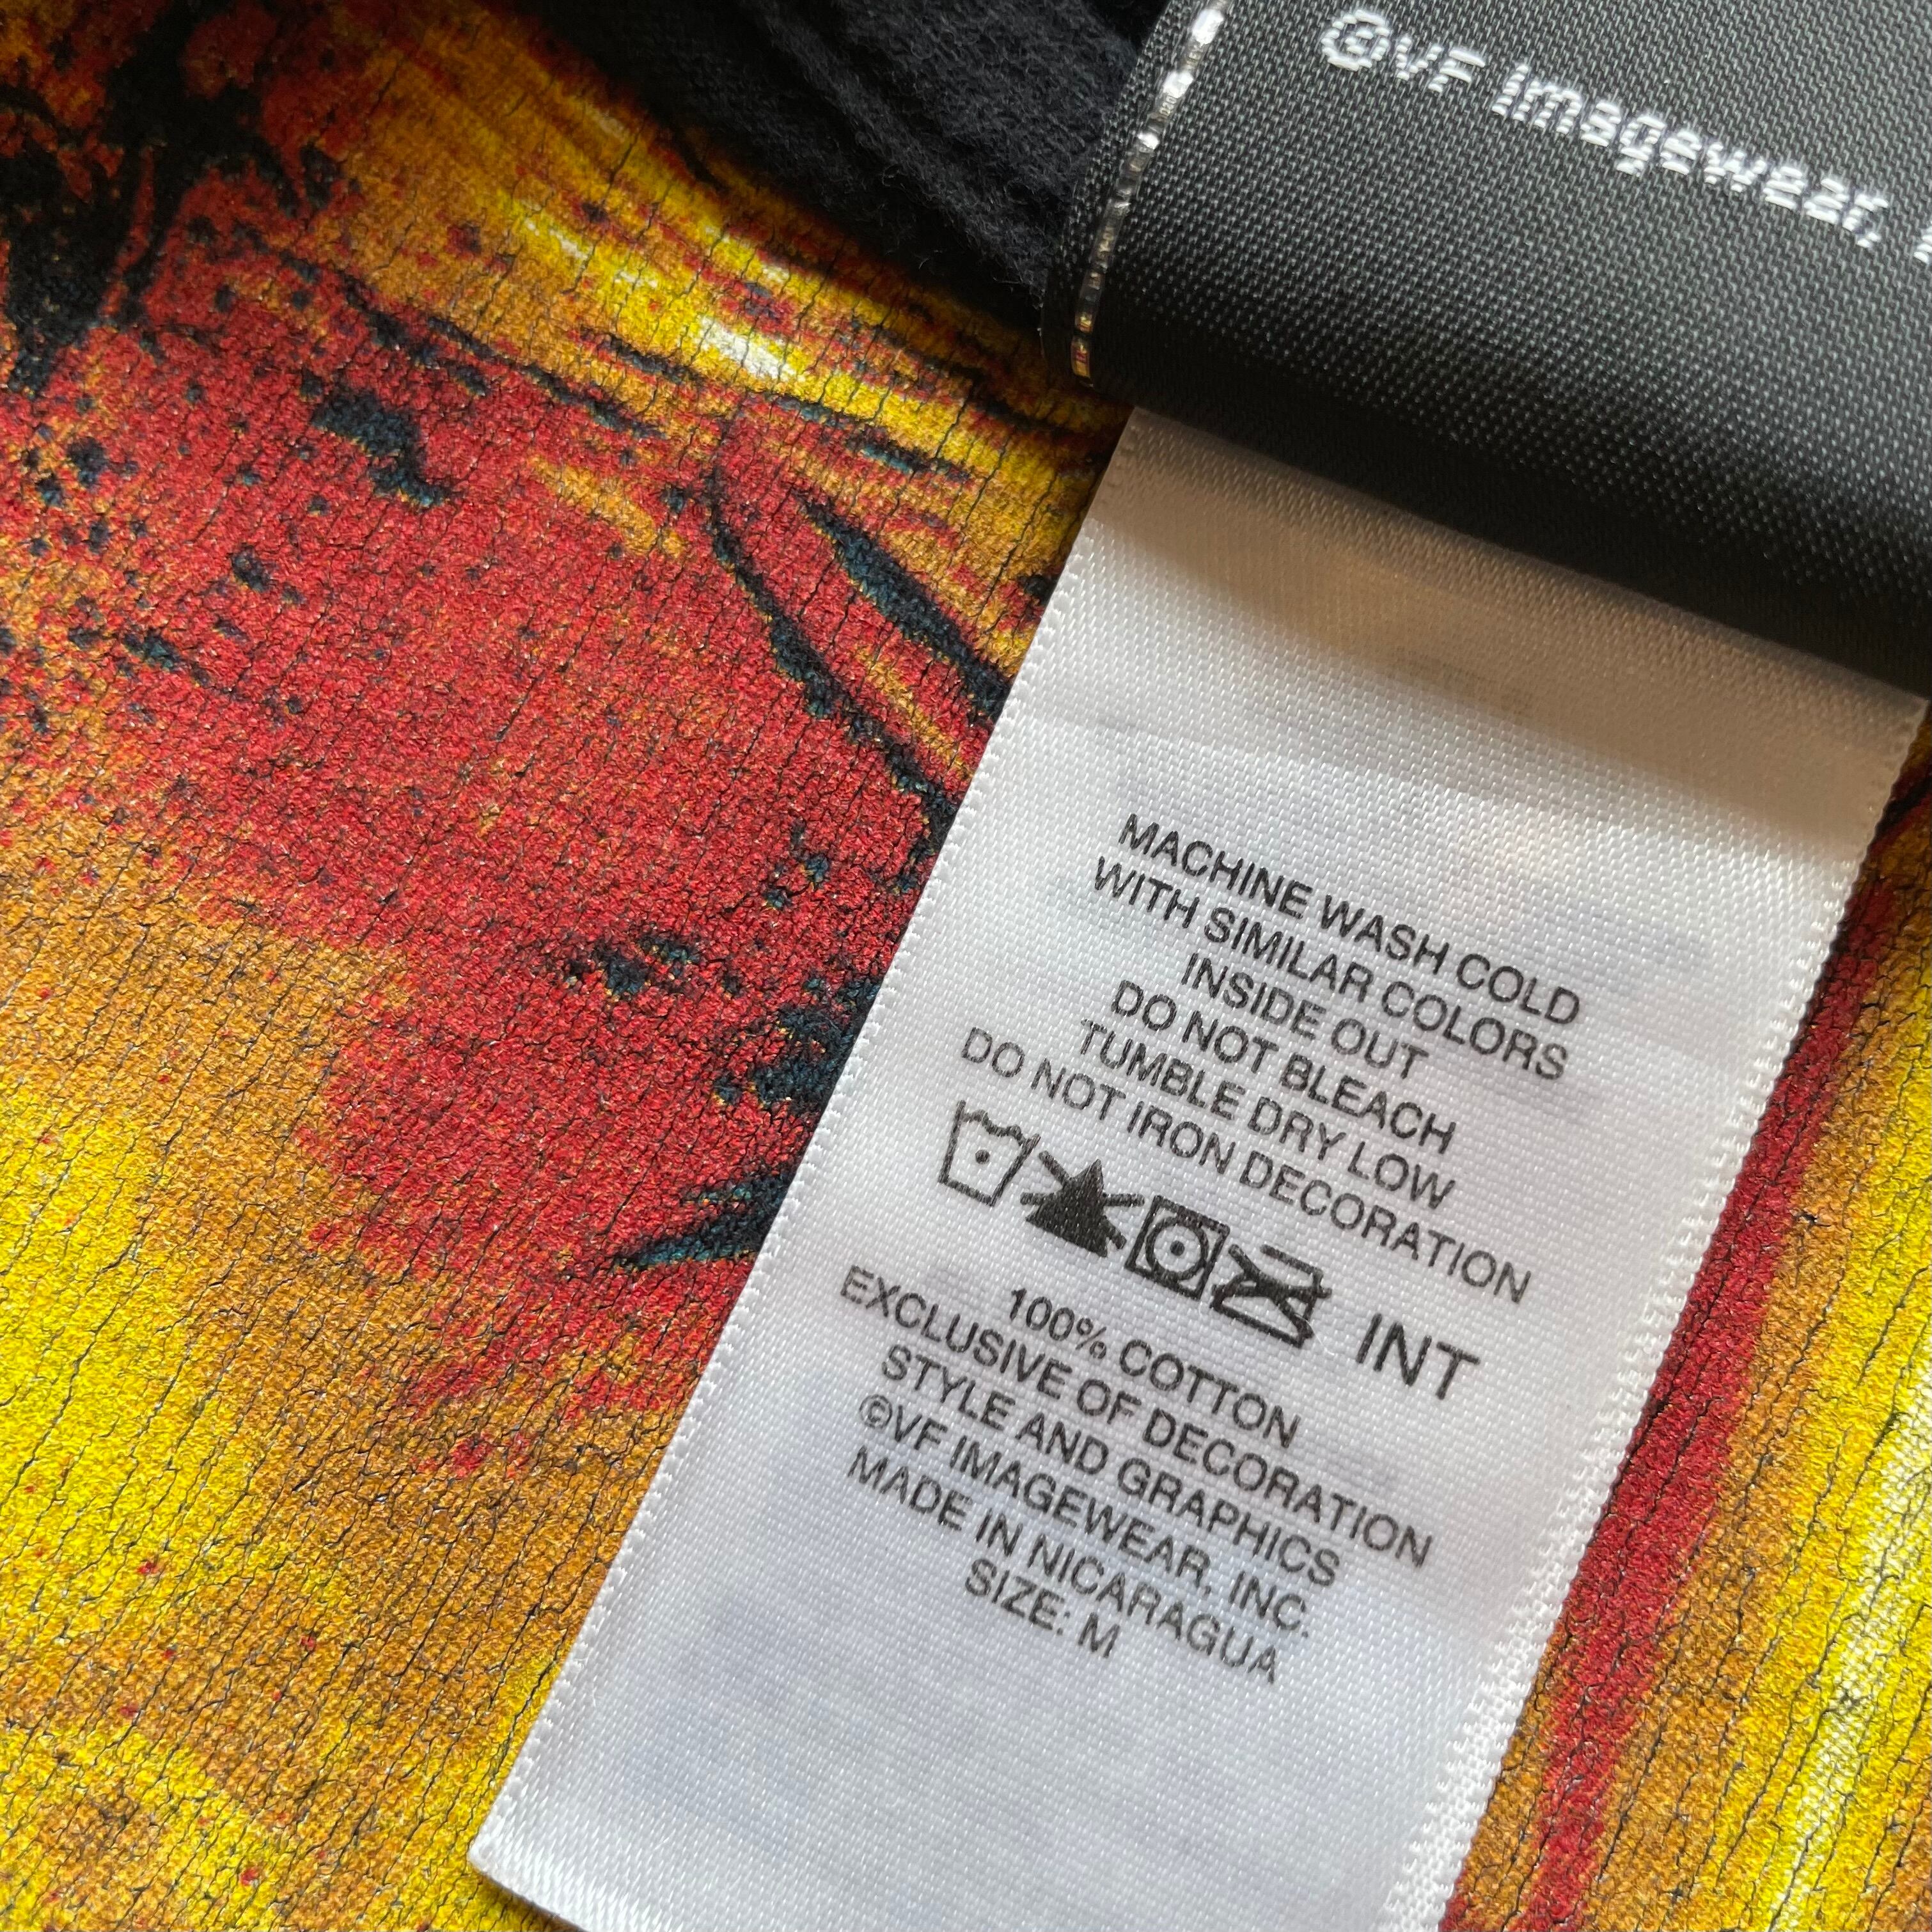 ©VF Imagewear,
MACHINE WASH COLD
WITH SIMILAR COLORS
INSIDE OUT
DO NOT BLEACH
TUMBLE DRY LOW
DO NOT IRON DECORATION
INT
100% COTTON
EXCLUSIVE OF DECORATION
STYLE AND GRAPHICS
©VF IMAGEWEAR, INC.
MADE IN NICARAGUA
SIZE: M